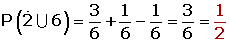 P(2̇ ⋃ 6) = 3/6 + 1/6 − 1/6 = 3/6 = 1/2